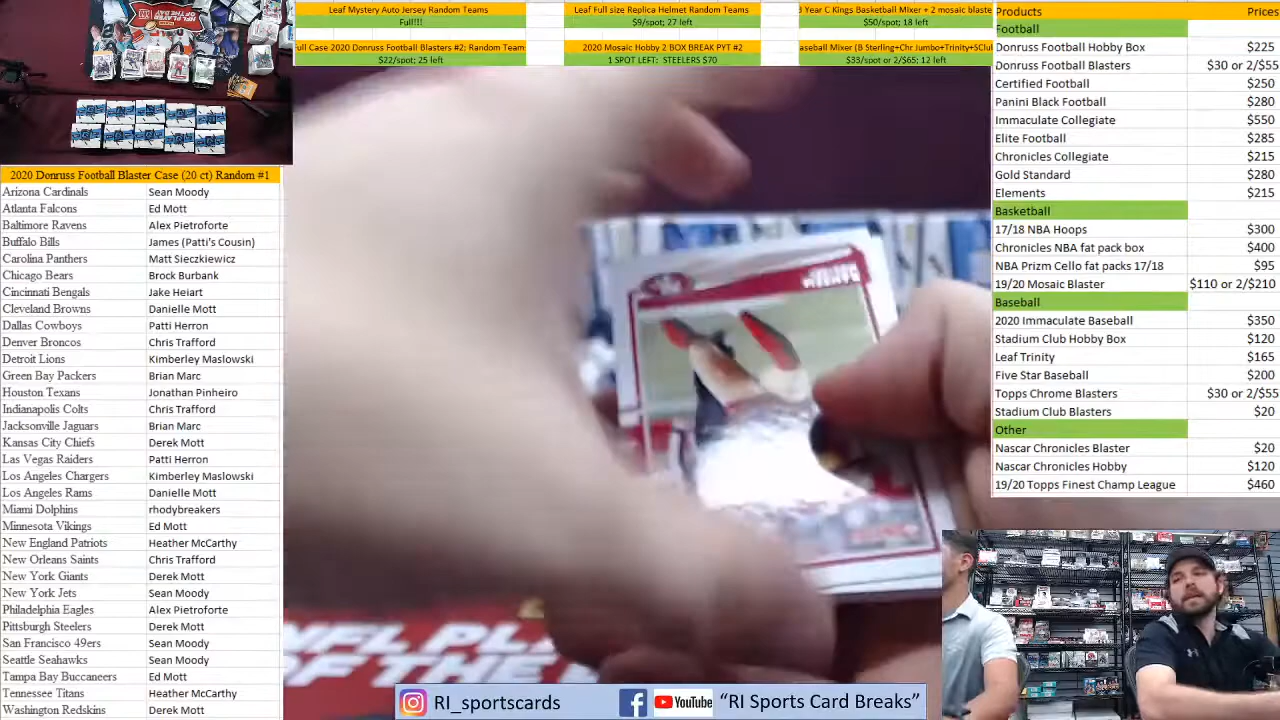 Leaf Mystery Auto Jersey Random Teams
Full!!!
Full Case 2020 Donruss Football Blasters #2; Random Team
$22/spot; 25 left
Leaf Full size Replica Helmet Random Teams
$9/spot; 27 left
2020 Mosaic Hobby 2 BOX BREAK PYT #2
1 SPOT LEFT: STEELERS $70
3 Year C Kings Basketball Mixer + 2 mosaic blaste
$50/spot; 18 left
aseball Mixer (B Sterling+Chr Jumbo+Trinity+SClul
$33/spot or 2/$65; 12 left
Products Prices
Football
Donruss Football Hobby Box $225
Donruss Football Blasters $30 or 2/$55
Certified Football $250
Panini Black Football $280
Immaculate Collegiate $550
Elite Football $285
Chronicles Collegiate $215
Gold Standard $280
Elements $215
Basketball
17/18 NBA Hoops $300
Chronicles NBA fat pack box $400
NBA Prizm Cello fat packs 17/18 $95
19/20 Mosaic Blaster $110 or 2/$210
Baseball
2020 Immaculate Baseball $350
Stadium Club Hobby Box $120
Leaf Trinity $165
Five Star Baseball $200
Topps Chrome Blasters $30 or 2/$55
Stadium Club Blasters $20
Other
Nascar Chronicles Blaster $20
Nascar Chronicles Hobby $120
19/20 Topps Finest Champ League $460
2020 Donruss Football Blaster Case (20 ct) Random #1
Arizona Cardinals Sean Moody
Atlanta Falcons Ed Mott
Baltimore Ravens Alex Pietroforte
Buffalo Bills James (Patti's Cousin)
Carolina Panthers Matt Sieczkiewicz
Chicago Bears Brock Burbank
Cincinnati Bengals Jake Heiart
Cleveland Browns Danielle Mott
Dallas Cowboys Patti Herron
Denver Broncos Chris Trafford
Detroit Lions Kimberley Maslowski
Green Bay Packers Brian Marc
Houston Texans Jonathan Pinheiro
Indianapolis Colts Chris Trafford
Jacksonville Jaguars Brian Marc
Kansas City Chiefs Derek Mott
Las Vegas Raiders Patti Herron
Los Angeles Chargers Kimberley Maslowski
Los Angeles Rams Danielle Mott
Miami Dolphins rhodybreakers
Minnesota Vikings Ed Mott
New England Patriots Heather McCarthy
New Orleans Saints Chris Trafford
New York Giants Derek Mott
New York Jets Sean Moody
Philadelphia Eagles Alex Pietroforte
Pittsburgh Steelers Derek Mott
San Francisco 49ers Sean Moody
Seattle Seahawks Sean Moody
Tampa Bay Buccaneers Ed Mott
Tennessee Titans Heather McCarthy
Washington Redskins Derek Mott
RI_sportscards YouTube "RI Sports Card Breaks"